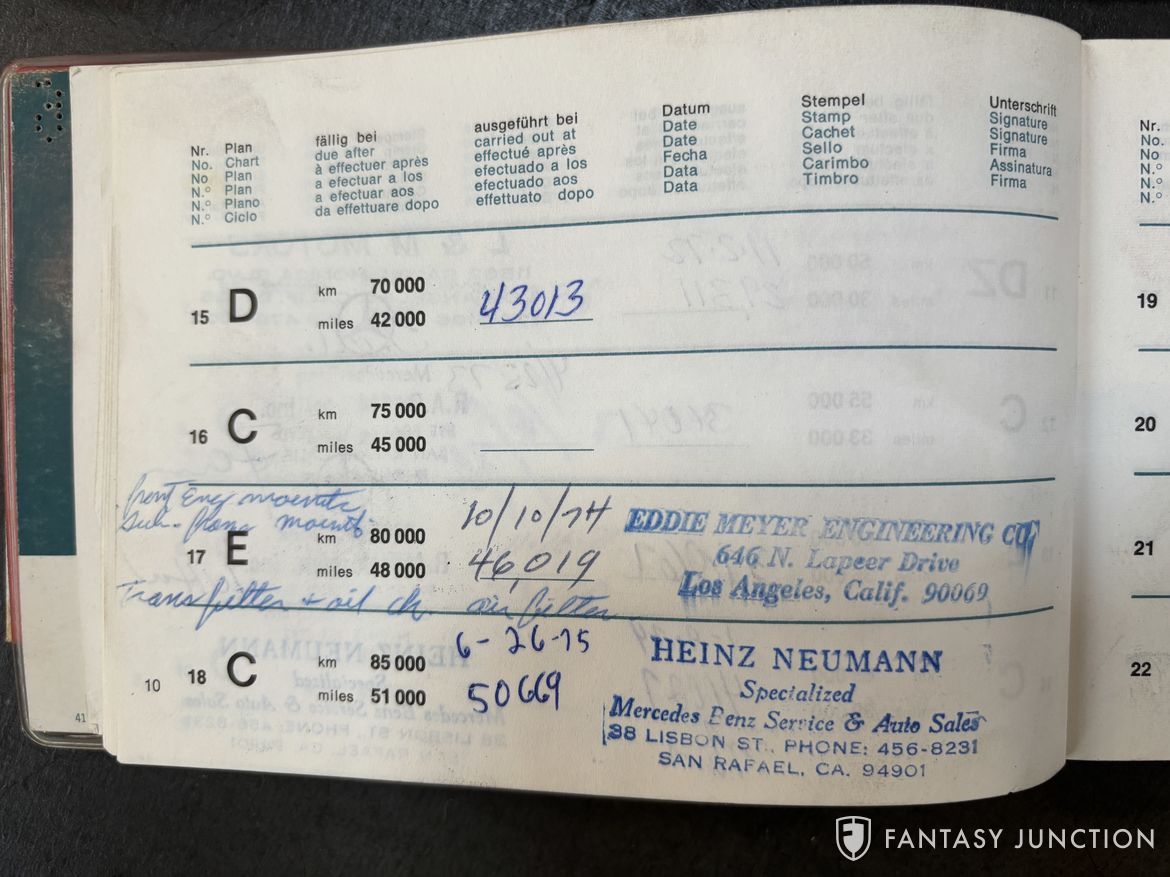 Nr. Plan fällig bei ausgeführt bei Datum Stempel Unterschrift
No. Chart due after carried out at Date Stamp Signature
No Plan à effectuer après effectué après Date Cachet Signature
N.º Plan a efectuar a los efectuado a los Fecha Sello Firma
N.º Plano a efectuar aos efectuado aos Data Carimbo Assinatura
N.º Ciclo da effettuare dopo effettuato dopo Data Timbro Firma
15 D km 70 000
miles 42 000 43013
16 C km 75 000
miles 45 000
front Eng mounts
Sub-frame mounts
17 E km 80 000 10/10/74 EDDIE MEYER ENGINEERING CO.
miles 48 000 46,019 646 N. Lapeer Drive
Los Angeles, Calif. 90069
Trans filter + oil ch air filter
18 C km 85 000 6-26-75 HEINZ NEUMANN
miles 51 000 50669 Specialized
Mercedes Benz Service & Auto Sales
38 LISBON ST., PHONE: 456-8231
SAN RAFAEL, CA. 94901
10
41
Nr.
No.
No
N.º
N.º
N.º
19
20
21
22
FANTASY JUNCTION